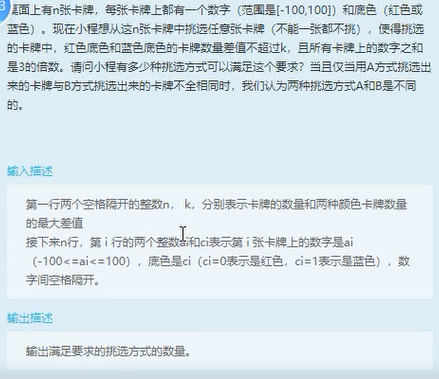 3
桌面上有n张卡牌，每张卡牌上都有一个数字（范围是[-100,100]）和底色（红色或
蓝色）。现在小程想从这n张卡牌中挑选任意张卡牌（不能一张都不挑），使得挑选
的卡牌中，红色底色和蓝色底色的卡牌数量差值不超过k，且所有卡牌上的数字之和
是3的倍数。请问小程有多少种挑选方式可以满足这个要求？当且仅当用A方式挑选出
来的卡牌与B方式挑选出来的卡牌不全相同时，我们认为两种挑选方式A和B是不同
的。
输入描述
第一行两个空格隔开的整数n， k，分别表示卡牌的数量和两种颜色卡牌数量
的最大差值
接下来n行，第 i 行的两个整数ai和ci表示第 i 张卡牌上的数字是ai
（-100<=ai<=100），底色是ci（ci=0表示是红色，ci=1表示是蓝色），数
字间空格隔开。
输出描述
输出满足要求的挑选方式的数量。